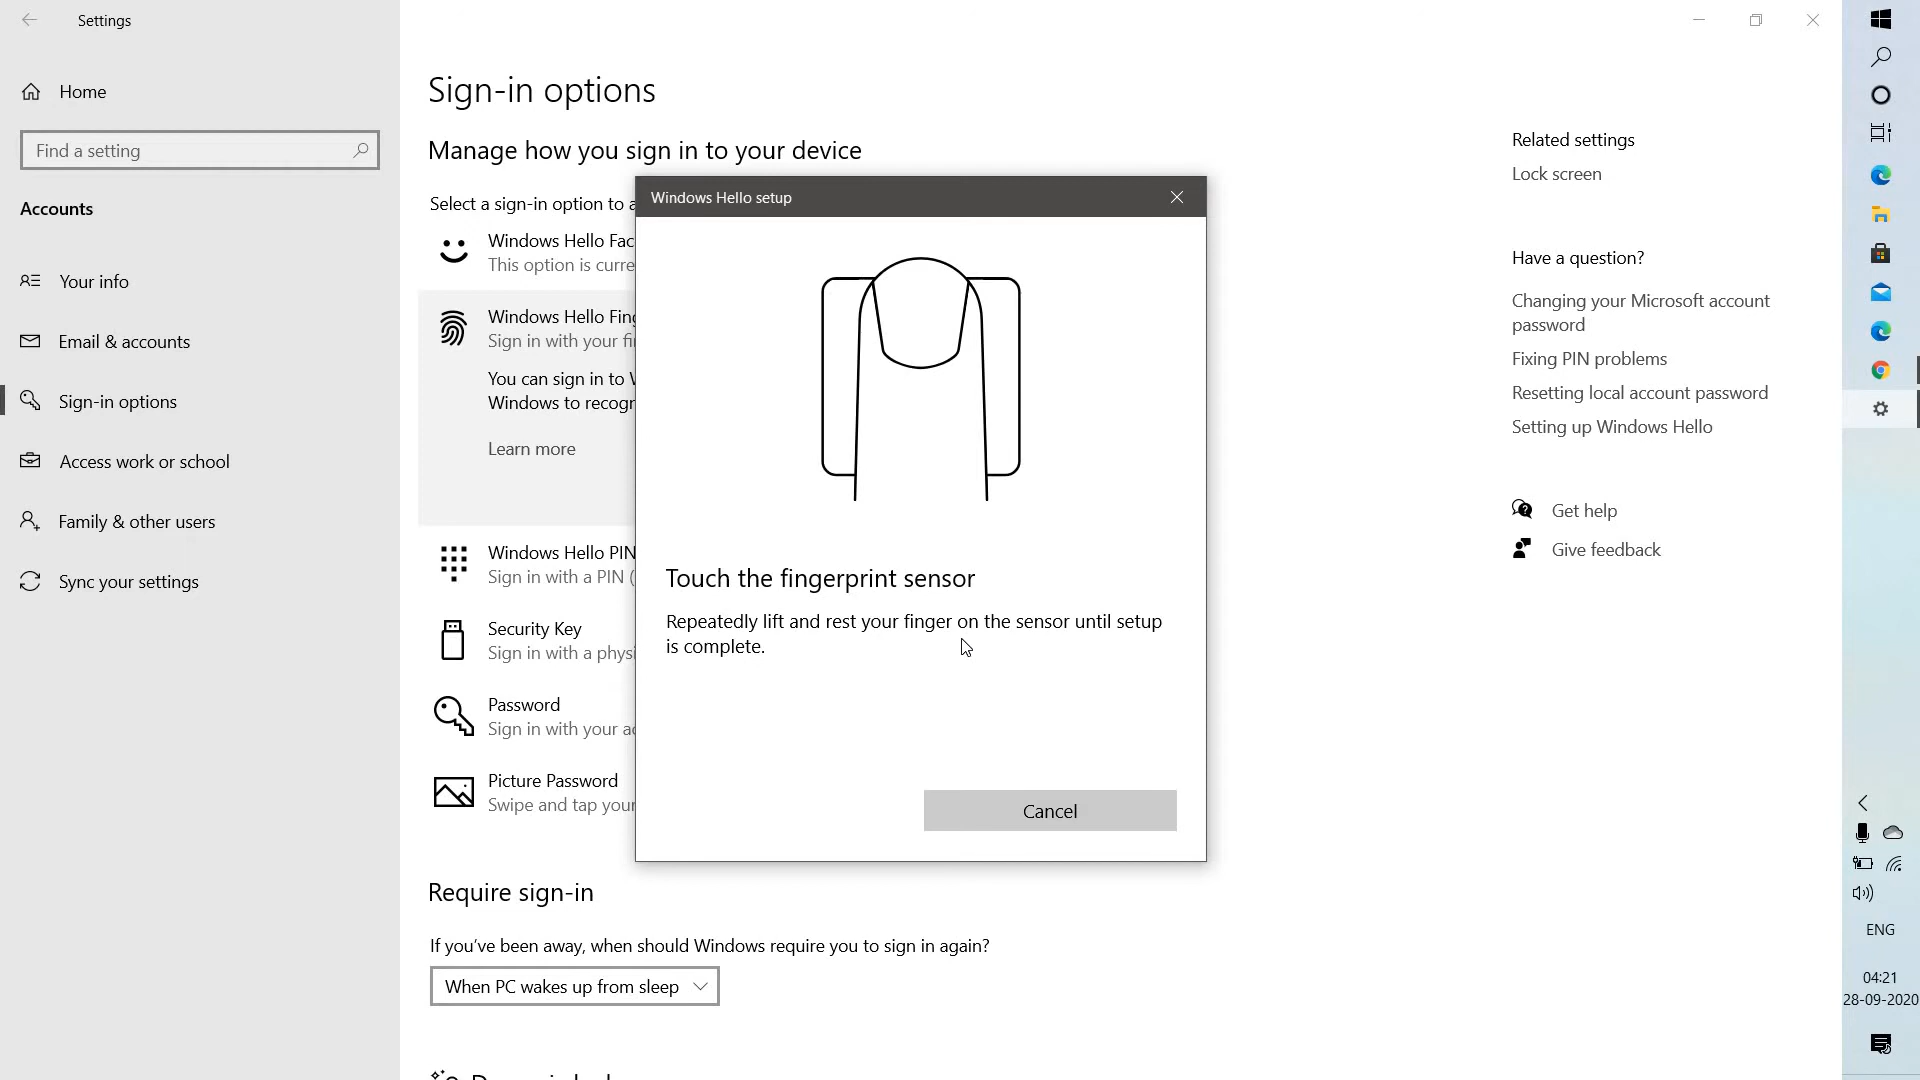 Settings
Home
Find a setting
Accounts
Your info
Email & accounts
Sign-in options
Access work or school
Family & other users
Sync your settings
Sign-in options
Manage how you sign in to your device
Select a sign-in option to
Windows Hello Fac
This option is curre
Windows Hello Fing
Sign in with your fi
You can sign in to
Windows to recogn
Learn more
Windows Hello PIN
Sign in with a PIN (
Security Key
Sign in with a physi
Password
Sign in with your ac
Picture Password
Swipe and tap your
Require sign-in
If you've been away, when should Windows require you to sign in again?
When PC wakes up from sleep
Windows Hello setup
Touch the fingerprint sensor
Repeatedly lift and rest your finger on the sensor until setup
is complete.
Cancel
Related settings
Lock screen
Have a question?
Changing your Microsoft account
password
Fixing PIN problems
Resetting local account password
Setting up Windows Hello
Get help
Give feedback
ENG
04:21
28-09-2020